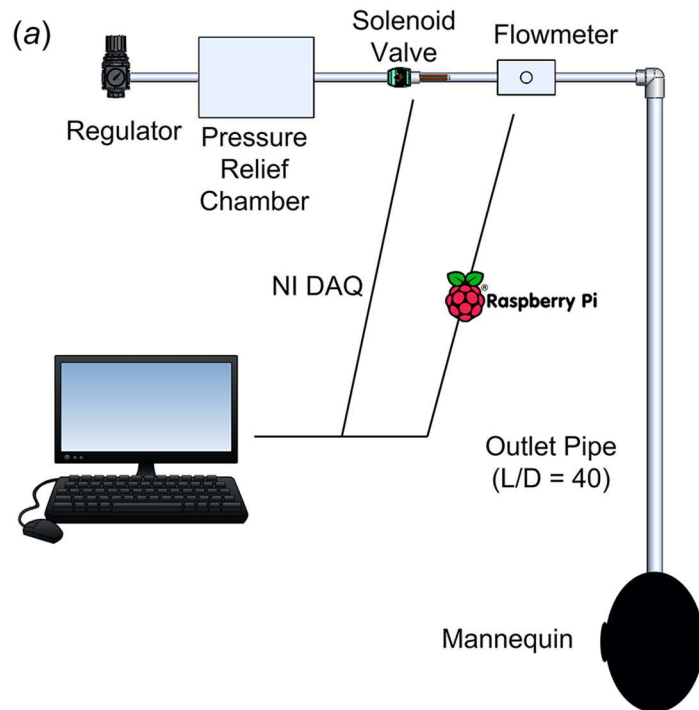 (a)
Solenoid
Valve
Flowmeter
Regulator
Pressure
Relief
Chamber
NI DAQ
® Raspberry Pi
Outlet Pipe
(L/D = 40)
Mannequin